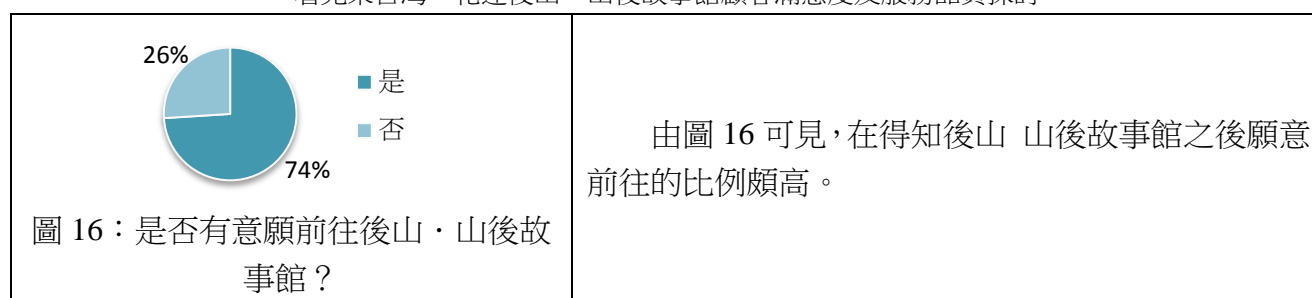 26%
是
否
74%
圖 16：是否有意願前往後山．山後故
事館？
由圖 16 可見，在得知後山 山後故事館之後願意
前往的比例頗高。